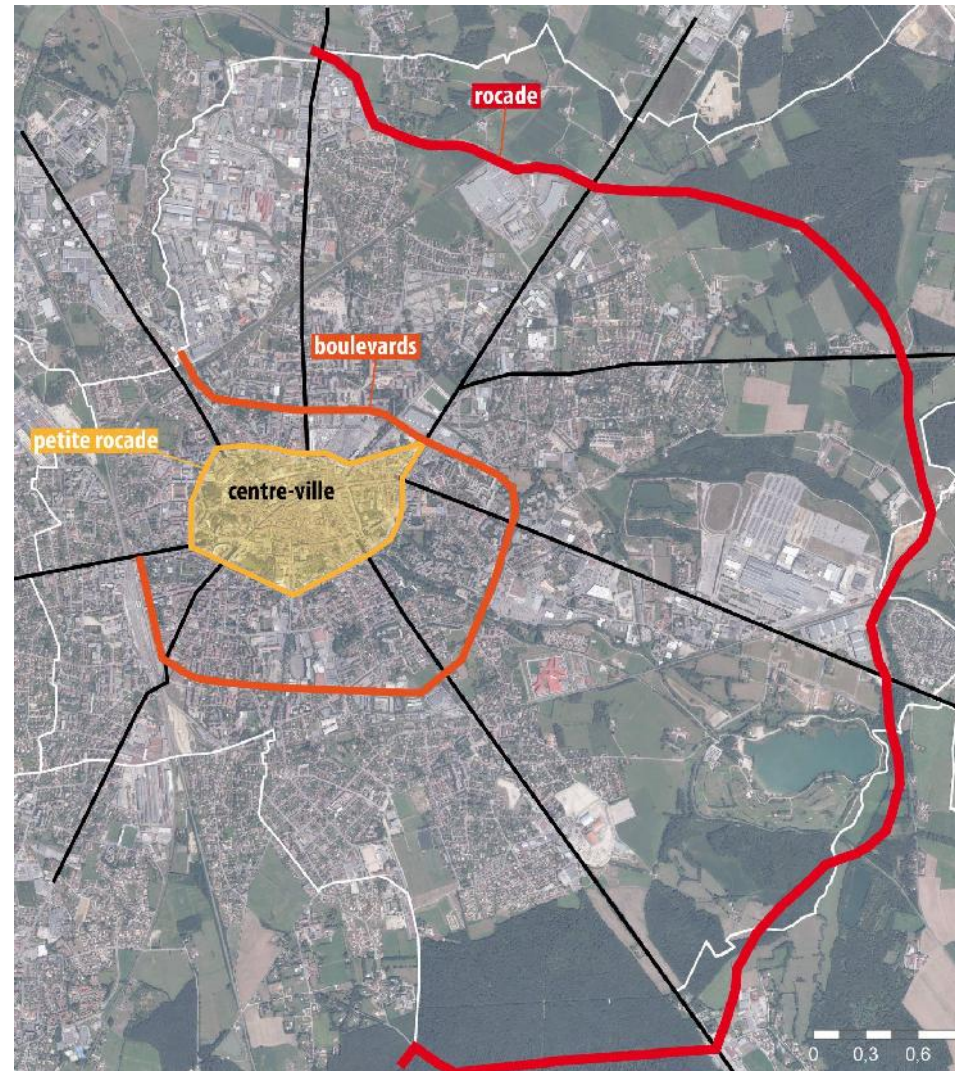 rocade
boulevards
petite rocade
centre-ville
0 0,3 0,6